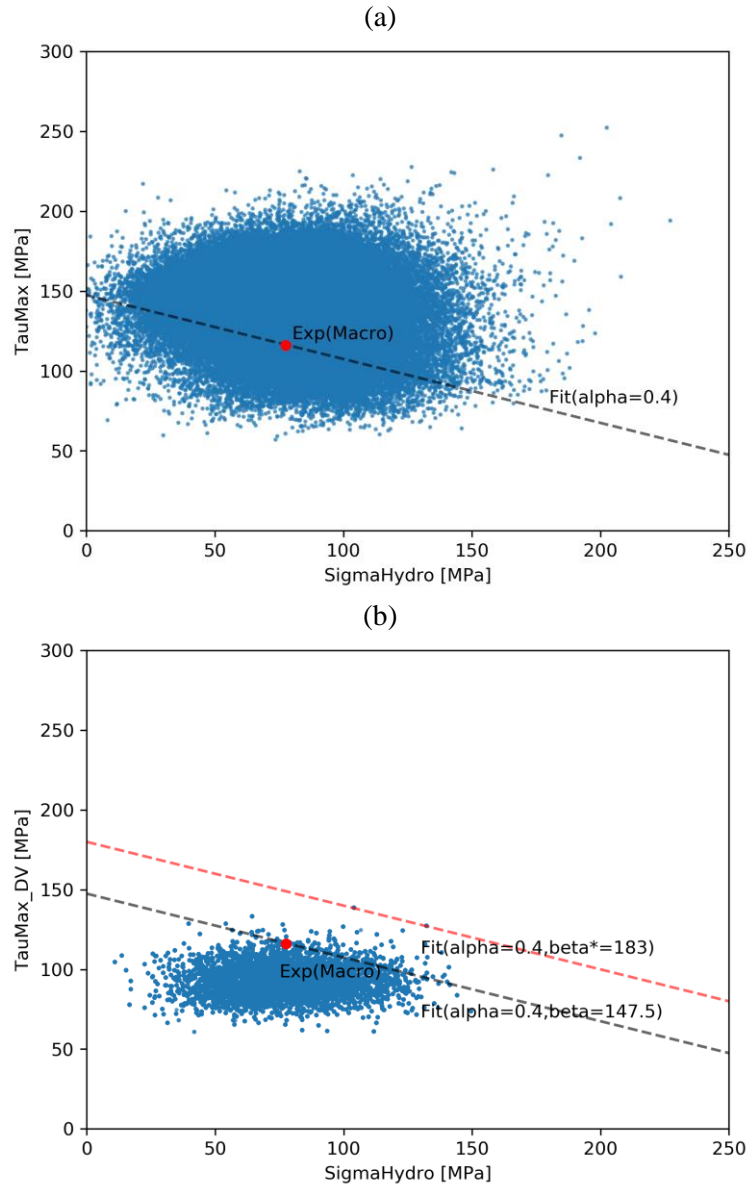 (a)
300
250
200
150
100
50
0
TauMax [MPa]
Exp(Macro)
Fit(alpha=0.4)
0 50 100 150 200 250
SigmaHydro [MPa]
(b)
300
250
200
150
100
50
0
TauMax_DV [MPa]
Fit(alpha=0.4,beta*=183)
Exp(Macro)
Fit(alpha=0.4,beta=147.5)
0 50 100 150 200 250
SigmaHydro [MPa]